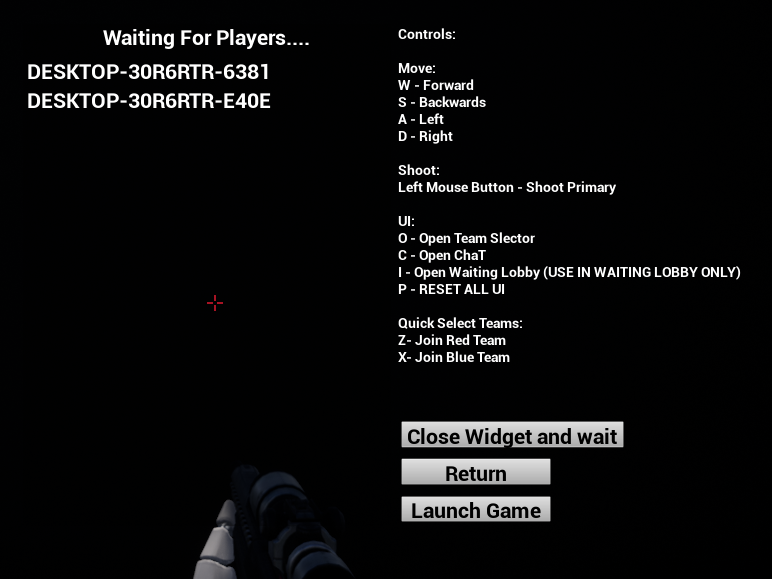 Waiting For Players....
DESKTOP-30R6RTR-6381
DESKTOP-30R6RTR-E40E
Controls:
Move:
W - Forward
S - Backwards
A - Left
D - Right
Shoot:
Left Mouse Button - Shoot Primary
UI:
O - Open Team Slector
C - Open ChaT
I - Open Waiting Lobby (USE IN WAITING LOBBY ONLY)
P - RESET ALL UI
Quick Select Teams:
Z- Join Red Team
X- Join Blue Team
Close Widget and wait
Return
Launch Game